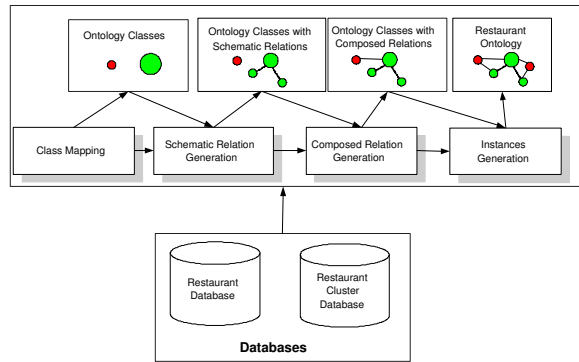 Ontology Classes
Ontology Classes with
Schematic Relations
Ontology Classes with
Composed Relations
Restaurant
Ontology
Class Mapping
Schematic Relation
Generation
Composed Relation
Generation
Instances
Generation
Restaurant
Database
Restaurant
Cluster
Database
Databases